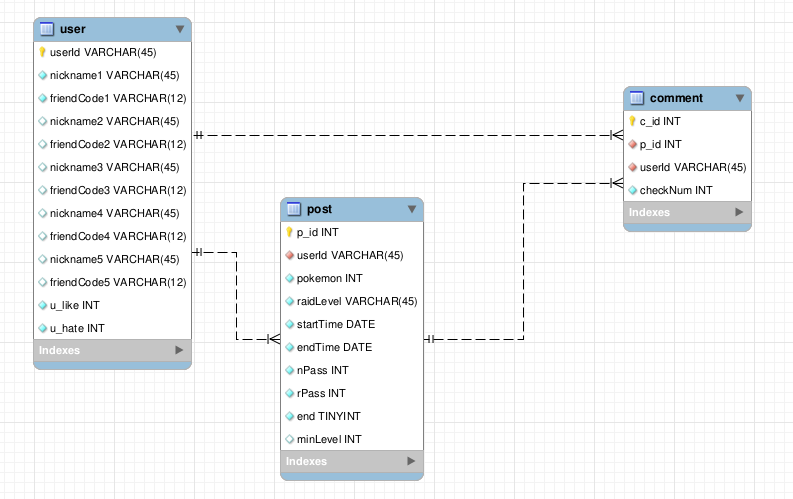 user
userId VARCHAR(45)
nickname1 VARCHAR(45)
friendCode1 VARCHAR(12)
nickname2 VARCHAR(45)
friendCode2 VARCHAR(12)
nickname3 VARCHAR(45)
friendCode3 VARCHAR(12)
nickname4 VARCHAR(45)
friendCode4 VARCHAR(12)
nickname5 VARCHAR(45)
friendCode5 VARCHAR(12)
u_like INT
u_hate INT
Indexes
post
p_id INT
userId VARCHAR(45)
pokemon INT
raidLevel VARCHAR(45)
startTime DATE
endTime DATE
nPass INT
rPass INT
end TINYINT
minLevel INT
Indexes
comment
c_id INT
p_id INT
userId VARCHAR(45)
checkNum INT
Indexes